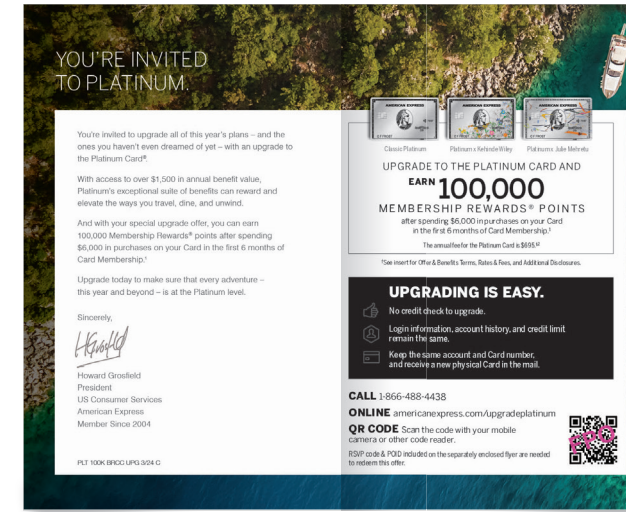 YOU'RE INVITED
TO PLATINUM.
You're invited to upgrade all of this year's plans – and the
ones you haven't even dreamed of yet – with an upgrade to
the Platinum Card®.
With access to over $1,500 in annual benefit value,
Platinum's exceptional suite of benefits can reward and
elevate the ways you travel, dine, and unwind.
And with your special upgrade offer, you can earn
100,000 Membership Rewards® points after spending
$6,000 in purchases on your Card in the first 6 months of
Card Membership.¹
Upgrade today to make sure that every adventure –
this year and beyond – is at the Platinum level.
Sincerely,
Howard Grosfield
President
US Consumer Services
American Express
Member Since 2004
PLT 100K BRCC UPG 3/24 C
AMERICAN EXPRESS
AMERICAN EXPRESS
AMERICAN EXPRESS
Classic Platinum
Platinum x Kehinde Wiley
Platinum x Julie Mehretu
UPGRADE TO THE PLATINUM CARD AND
EARN 100,000
MEMBERSHIP REWARDS® POINTS
after spending $6,000 in purchases on your Card
in the first 6 months of Card Membership.¹
The annual fee for the Platinum Card is $695.
†See insert for Offer & Benefits Terms, Rates & Fees, and Additional Disclosures.
UPGRADING IS EASY.
No credit check to upgrade.
Login information, account history, and credit limit
remain the same.
Keep the same account and Card number,
and receive a new physical Card in the mail.
CALL 1-866-488-4438
ONLINE americanexpress.com/upgradeplatinum
QR CODE Scan the code with your mobile
camera or other code reader.
RSVP code & POID included on the separately enclosed flyer are needed
to redeem this offer.
FPO